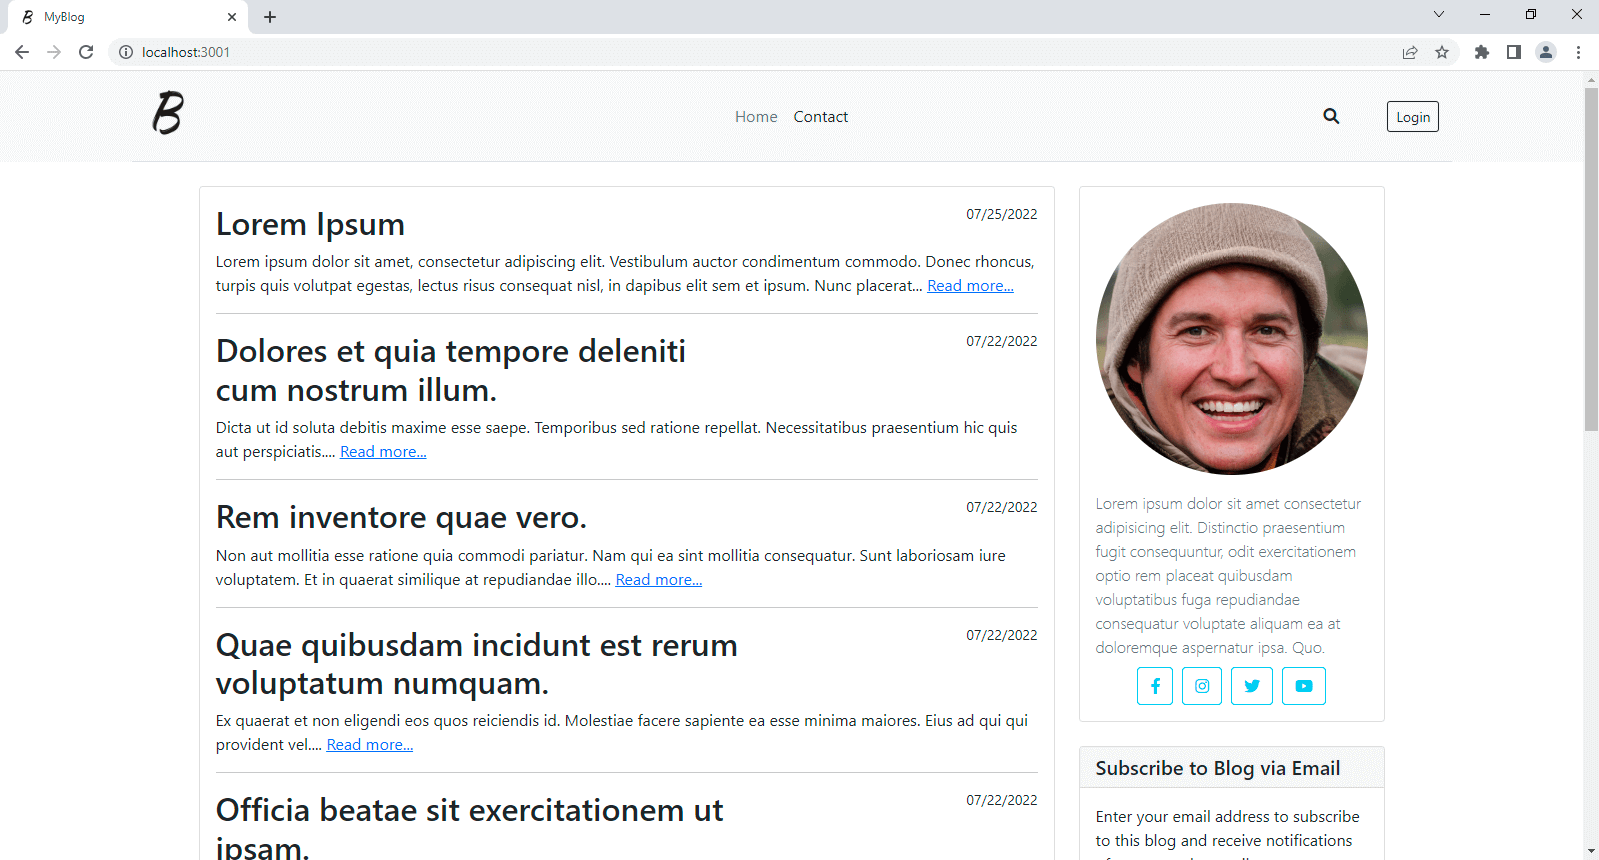 MyBlog
localhost:3001
B
Home Contact
Login
Lorem Ipsum
07/25/2022
Lorem ipsum dolor sit amet, consectetur adipiscing elit. Vestibulum auctor condimentum commodo. Donec rhoncus,
turpis quis volutpat egestas, lectus risus consequat nisl, in dapibus elit sem et ipsum. Nunc placerat... Read more...
Dolores et quia tempore deleniti
cum nostrum illum.
07/22/2022
Dicta ut id soluta debitis maxime esse saepe. Temporibus sed ratione repellat. Necessitatibus praesentium hic quis
aut perspiciatis.... Read more...
Rem inventore quae vero.
07/22/2022
Non aut mollitia esse ratione quia commodi pariatur. Nam qui ea sint mollitia consequatur. Sunt laboriosam iure
voluptatem. Et in quaerat similique at repudiandae illo.... Read more...
Quae quibusdam incidunt est rerum
voluptatum numquam.
07/22/2022
Ex quaerat et non eligendi eos quos reiciendis id. Molestiae facere sapiente ea esse minima maiores. Eius ad qui qui
provident vel.... Read more...
Officia beatae sit exercitationem ut
ipsam.
07/22/2022
Lorem ipsum dolor sit amet consectetur
adipisicing elit. Distinctio praesentium
fugit consequuntur, odit exercitationem
optio rem placeat quibusdam
voluptatibus fuga repudiandae
consequatur voluptate aliquam ea at
doloremque aspernatur ipsa. Quo.
Subscribe to Blog via Email
Enter your email address to subscribe
to this blog and receive notifications